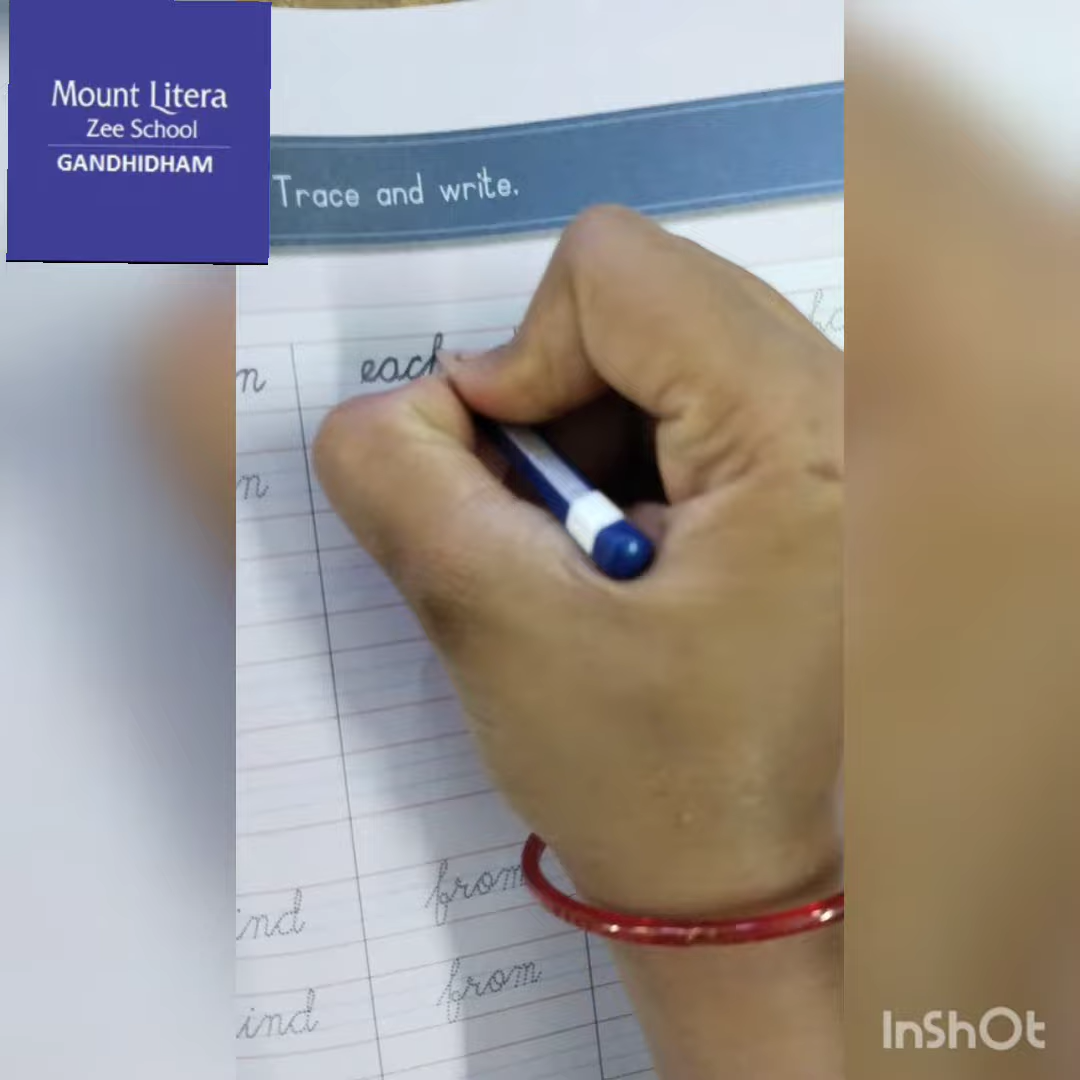 Mount Litera
Zee School
GANDHIDHAM
Trace and write.
each
from
from
InShOt